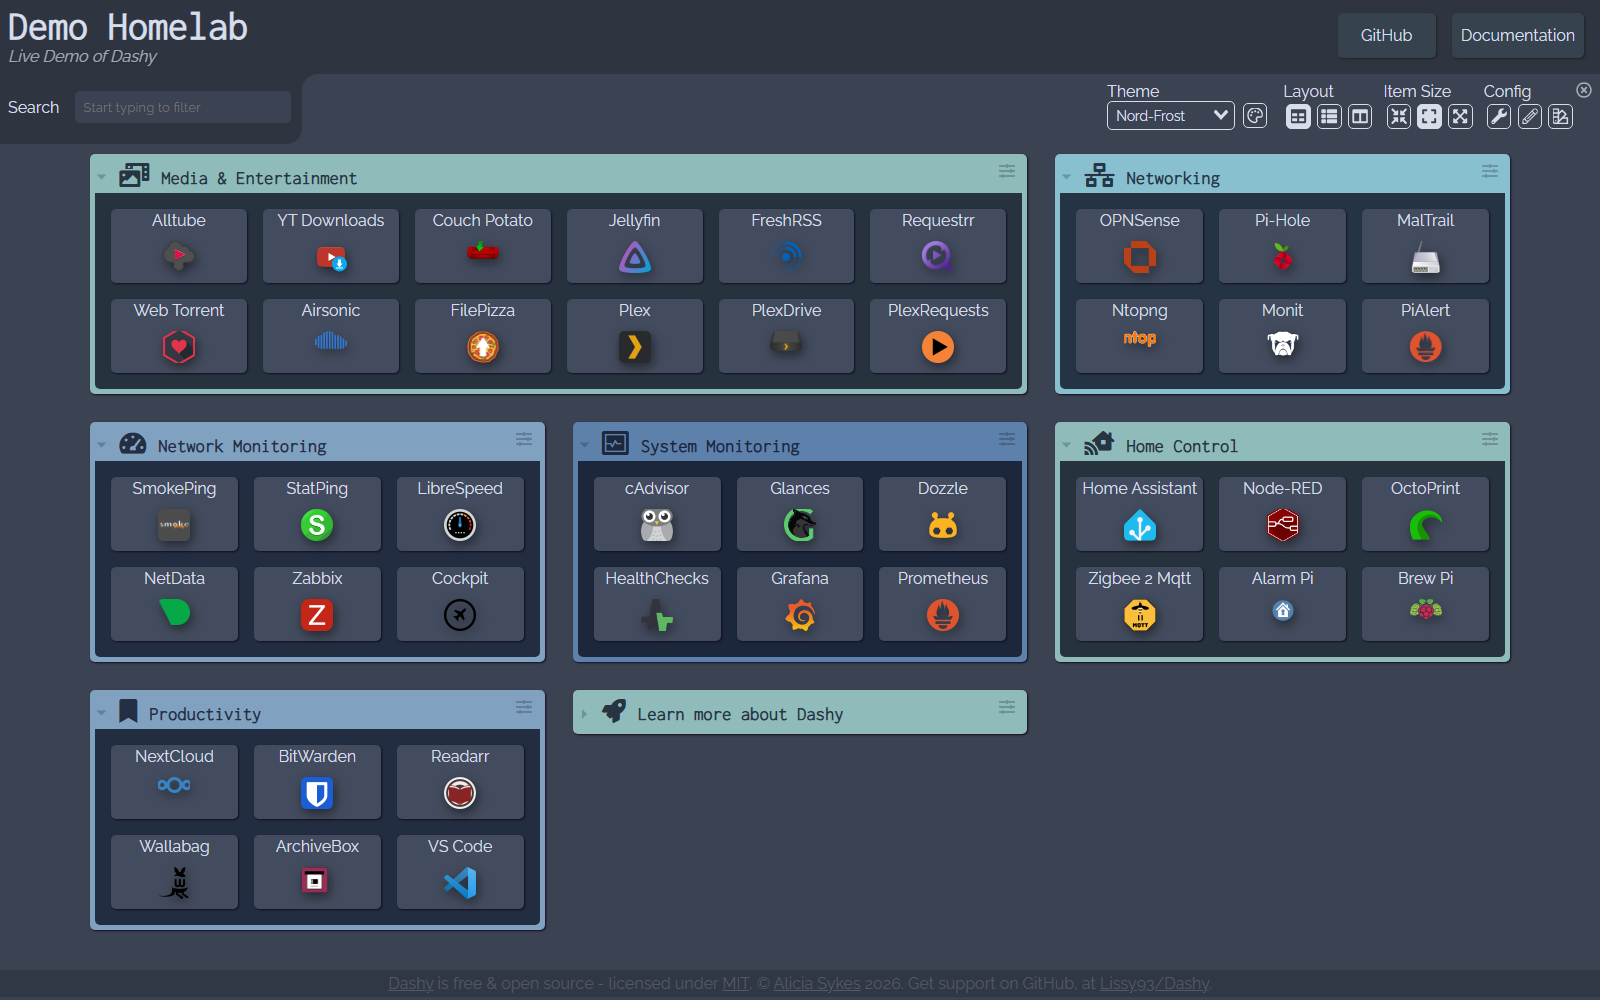 Demo Homelab
Live Demo of Dashy
GitHub
Documentation
Search
Start typing to filter
Theme
Nord-Frost
Layout
Item Size
Config
Media & Entertainment
Alltube
YT Downloads
Couch Potato
Jellyfin
FreshRSS
Requestrr
Web Torrent
Airsonic
FilePizza
Plex
PlexDrive
PlexRequests
Networking
OPNSense
Pi-Hole
MalTrail
Ntopng
ntop
Monit
PiAlert
Network Monitoring
SmokePing
smoke
StatPing
S
LibreSpeed
NetData
Zabbix
Z
Cockpit
System Monitoring
cAdvisor
Glances
Dozzle
HealthChecks
Grafana
Prometheus
Home Control
Home Assistant
Node-RED
OctoPrint
Zigbee 2 Mqtt
MQTT
Alarm Pi
Brew Pi
Productivity
NextCloud
BitWarden
Readarr
Wallabag
ArchiveBox
VS Code
Learn more about Dashy
Dashy is free & open source - licensed under MIT, © Alicia Sykes 2026. Get support on GitHub, at Lissy93/Dashy.